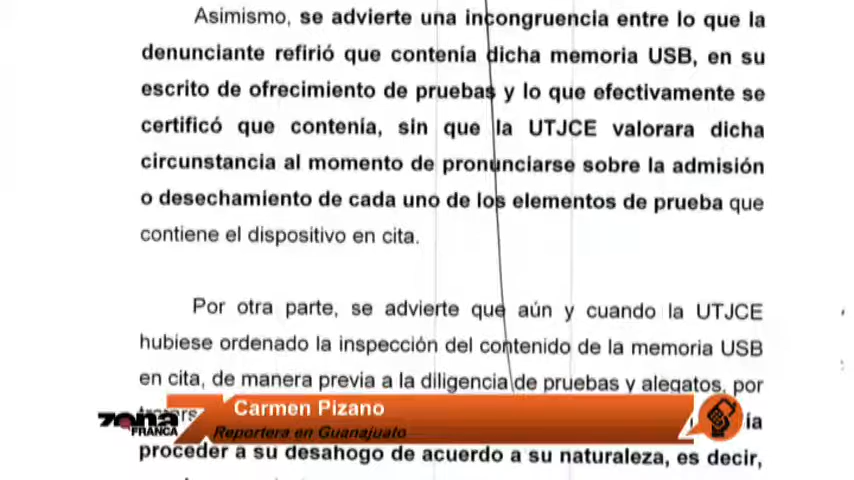 Asimismo, se advierte una incongruencia entre lo que la
denunciante refirió que contenía dicha memoria USB, en su
escrito de ofrecimiento de pruebas y lo que efectivamente se
certificó que contenía, sin que la UTJCE valorara dicha
circunstancia al momento de pronunciarse sobre la admisión
o desechamiento de cada uno de los elementos de prueba que
contiene el dispositivo en cita.
Por otra parte, se advierte que aún y cuando la UTJCE
hubiese ordenado la inspección del contenido de la memoria USB
en cita, de manera previa a la diligencia de pruebas y alegatos, por
Carmen Pizano
ZONA
FRANCA
Reportera en Guanajuato
proceder a su desahogo de acuerdo a su naturaleza, es decir,